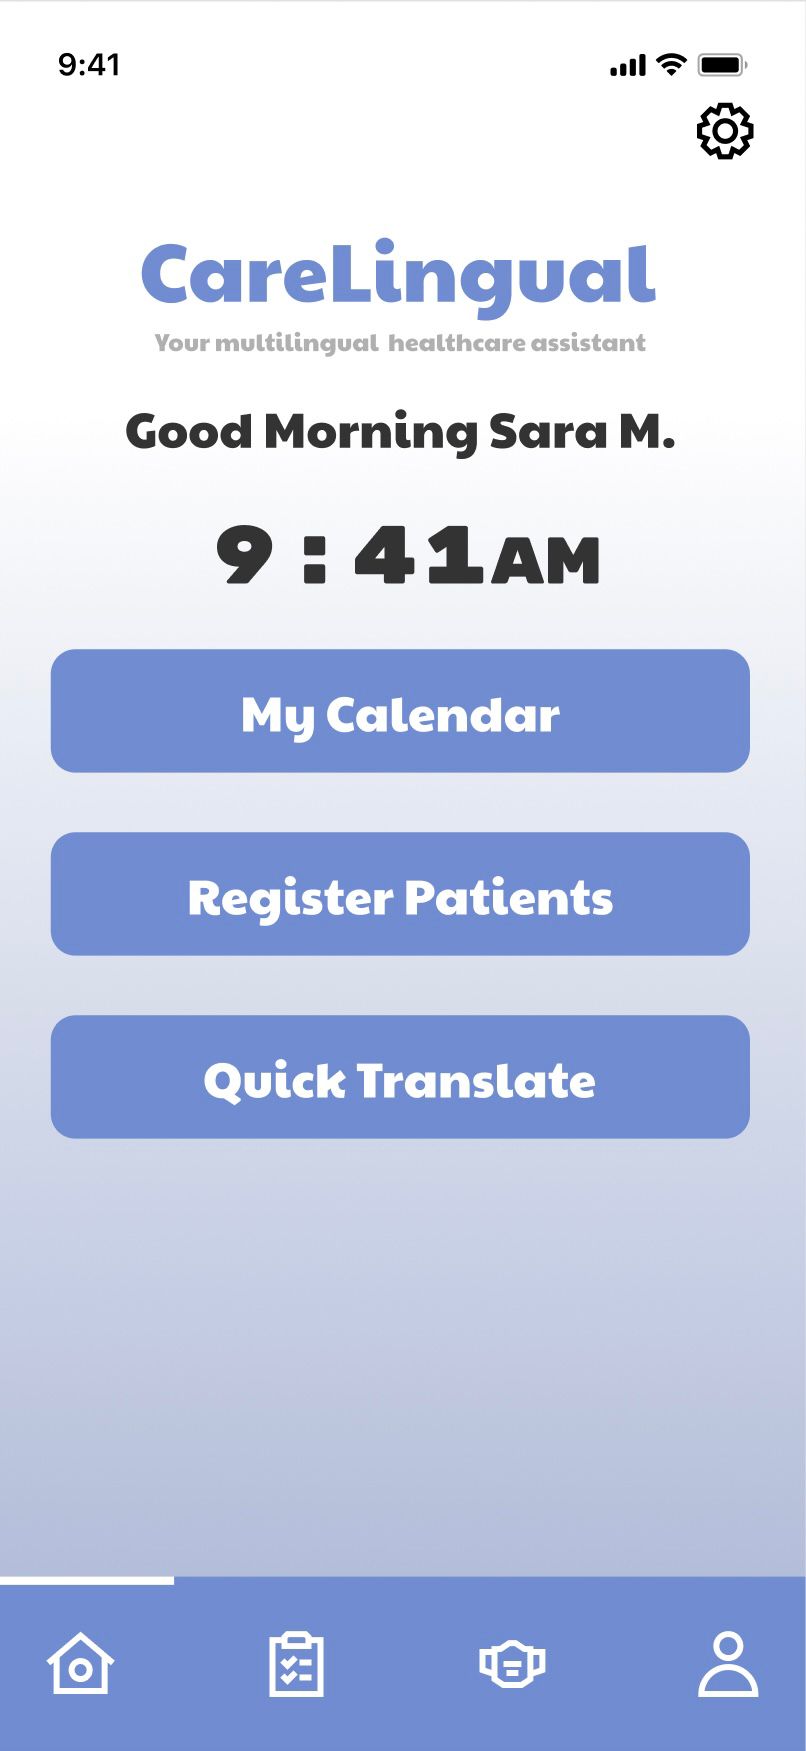 9:41
CareLingual
Your multilingual healthcare assistant
Good Morning Sara M.
9 : 41AM
My Calendar
Register Patients
Quick Translate